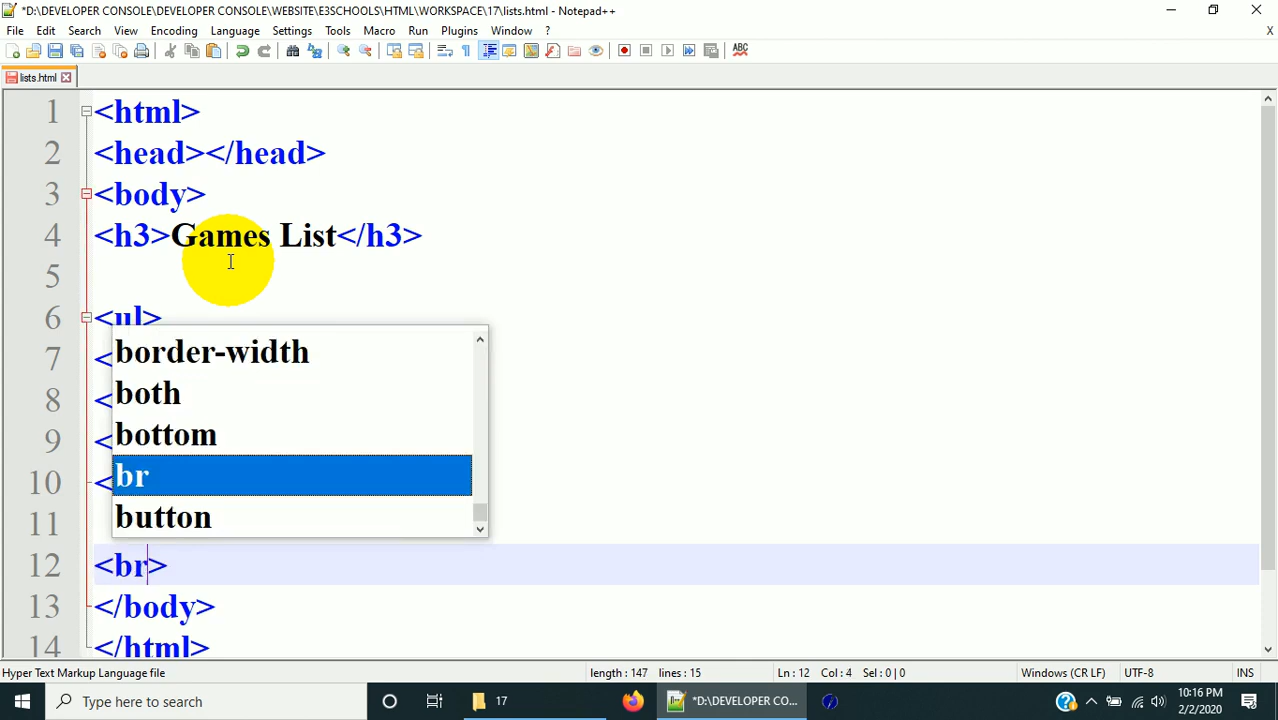 *D:\DEVELOPER CONSOLE\DEVELOPER CONSOLE\WEBSITE\E3SCHOOLS\HTML\WORKSPACE\17\lists.html - Notepad++
File Edit Search View Encoding Language Settings Tools Macro Run Plugins Window ? X
ABC
lists.html
1 <html>
2 <head></head>
3 <body>
4 <h3>Games List</h3>
5
6 <ul>
border-width
7 <
both
8 <
bottom
9 <
br
10 <
button
11
12 <br>
13 </body>
14 </html>
Hyper Text Markup Language file length : 147 lines : 15 Ln : 12 Col : 4 Sel : 0 | 0 Windows (CR LF) UTF-8 INS
Type here to search 17 *D:\DEVELOPER CO... 10:16 PM
2/2/2020